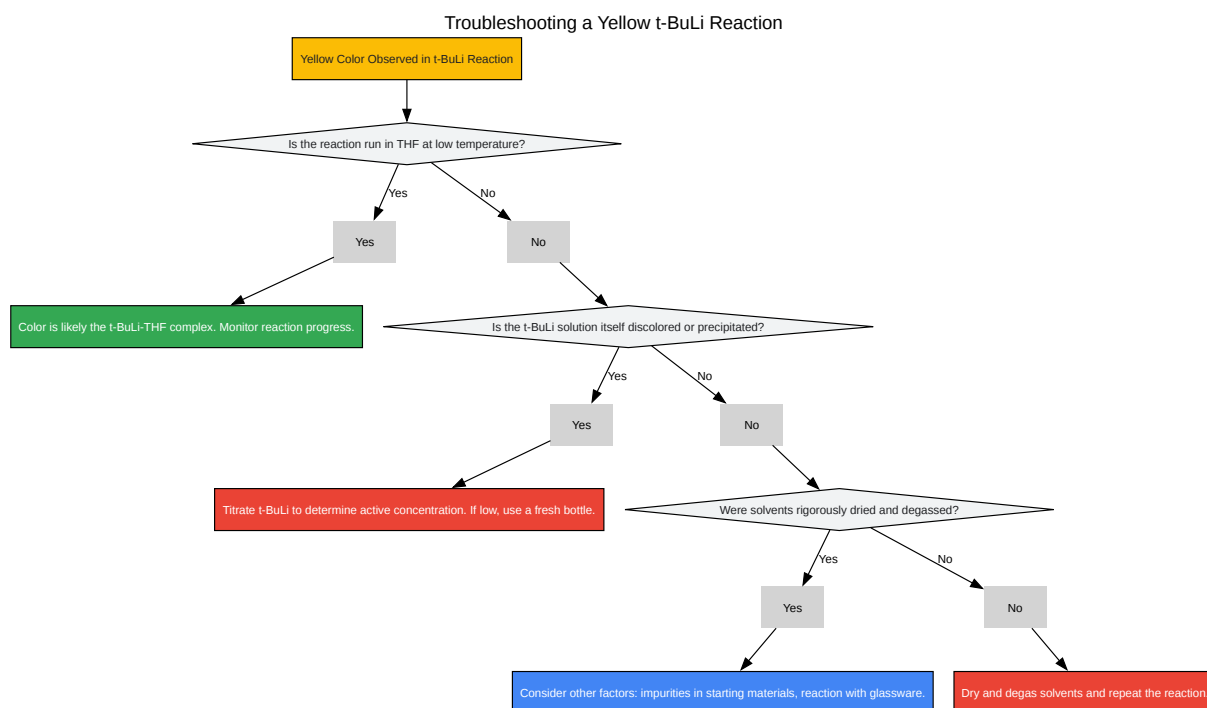 Troubleshooting a Yellow t-BuLi Reaction
Yellow Color Observed in t-BuLi Reaction
Is the reaction run in THF at low temperature?
Yes
No
Yes
No
Color is likely the t-BuLi-THF complex. Monitor reaction progress.
Is the t-BuLi solution itself discolored or precipitated?
Yes
No
Yes
No
Titrate t-BuLi to determine active concentration. If low, use a fresh bottle.
Were solvents rigorously dried and degassed?
Yes
No
Yes
No
Consider other factors: impurities in starting materials, reaction with glassware.
Dry and degas solvents and repeat the reaction.